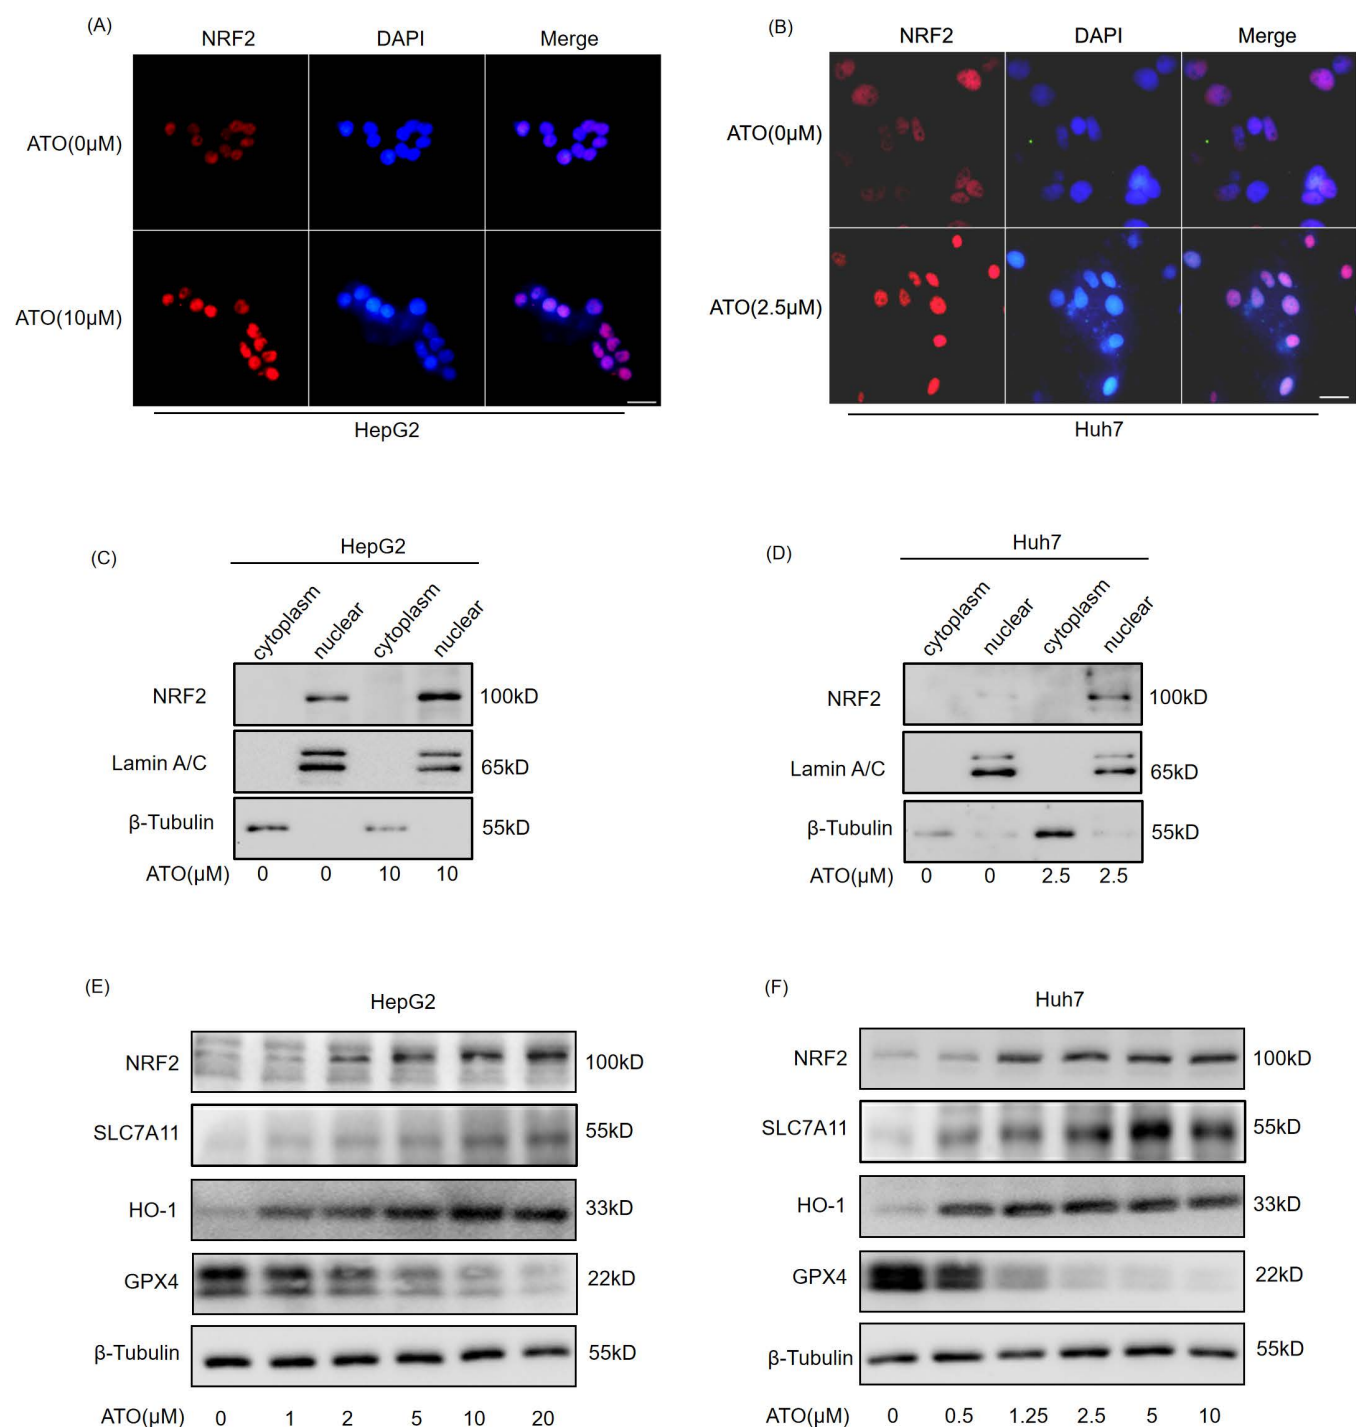 (A)
NRF2 DAPI Merge
ATO(0μM)
ATO(10μM)
HepG2
(B)
NRF2 DAPI Merge
ATO(0μM)
ATO(2.5μM)
Huh7
(C)
HepG2
cytoplasm nuclear cytoplasm nuclear
NRF2 100kD
Lamin A/C 65kD
β-Tubulin 55kD
ATO(μM) 0 0 10 10
(D)
Huh7
cytoplasm nuclear cytoplasm nuclear
NRF2 100kD
Lamin A/C 65kD
β-Tubulin 55kD
ATO(μM) 0 0 2.5 2.5
(E)
HepG2
NRF2 100kD
SLC7A11 55kD
HO-1 33kD
GPX4 22kD
β-Tubulin 55kD
ATO(μM) 0 1 2 5 10 20
(F)
Huh7
NRF2 100kD
SLC7A11 55kD
HO-1 33kD
GPX4 22kD
β-Tubulin 55kD
ATO(μM) 0 0.5 1.25 2.5 5 10